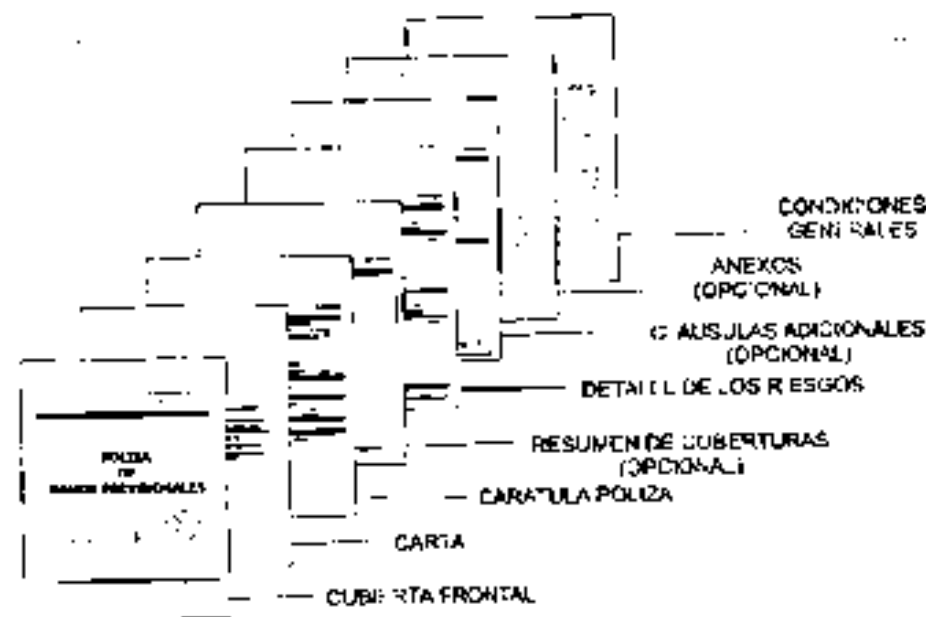 CONDICIONES
GENERALES
ANEXOS
(OPCIONAL)
CLAUSULAS ADICIONALES
(OPCIONAL)
DETALLE DE LOS RIESGOS
RESUMEN DE COBERTURAS
(OPCIONAL)
CARATULA POLIZA
CARTA
CUBIERTA FRONTAL
POLIZA
DE
PREVISIONALES